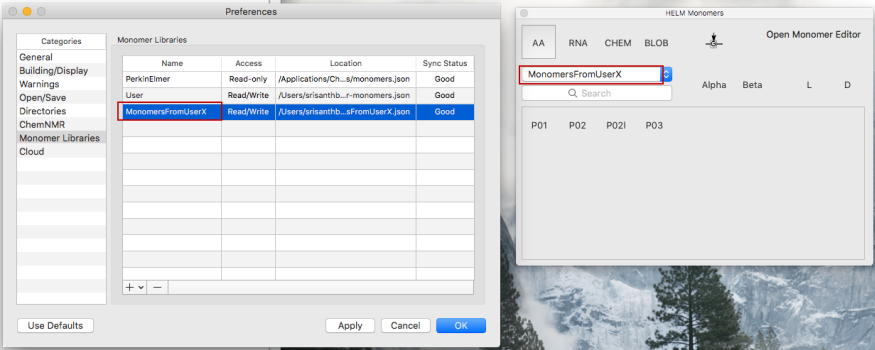 Preferences
Categories
General
Building/Display
Warnings
Open/Save
Directories
ChemNMR
Monomer Libraries
Cloud
Monomer Libraries
Name Access Location Sync Status
PerkinElmer Read-only /Applications/Ch...s/monomers.json Good
User Read/Write /Users/srisanthb...r-monomers.json Good
MonomersFromUserX Read/Write /Users/srisanthb...sFromUserX.json Good
Use Defaults Apply Cancel OK
HELM Monomers
AA RNA CHEM BLOB Open Monomer Editor
MonomersFromUserX
Search
Alpha Beta L D
P01 P02 P02I P03